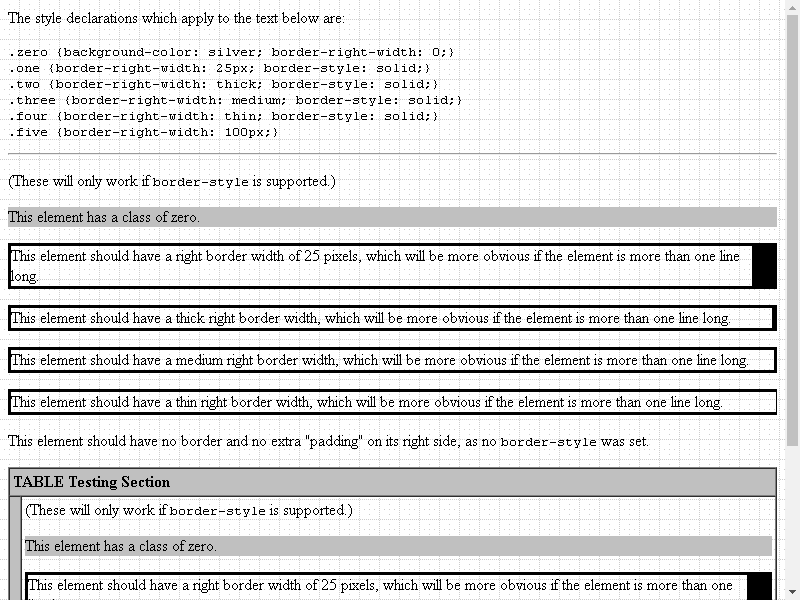 The style declarations which apply to the text below are:
.zero {background-color: silver; border-right-width: 0;}
.one {border-right-width: 25px; border-style: solid;}
.two {border-right-width: thick; border-style: solid;}
.three {border-right-width: medium; border-style: solid;}
.four {border-right-width: thin; border-style: solid;}
.five {border-right-width: 100px;}
(These will only work if border-style is supported.)
This element has a class of zero.
This element should have a right border width of 25 pixels, which will be more obvious if the element is more than one line
long.
This element should have a thick right border width, which will be more obvious if the element is more than one line long.
This element should have a medium right border width, which will be more obvious if the element is more than one line long.
This element should have a thin right border width, which will be more obvious if the element is more than one line long.
This element should have no border and no extra "padding" on its right side, as no border-style was set.
TABLE Testing Section
(These will only work if border-style is supported.)
This element has a class of zero.
This element should have a right border width of 25 pixels, which will be more obvious if the element is more than one